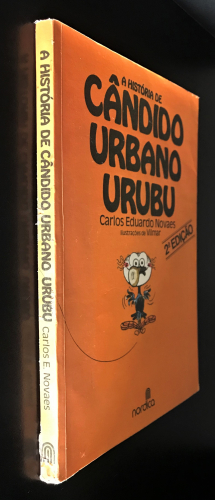 A HISTÓRIA DE CÂNDIDO URBANO URUBU Carlos E. Novaes
A HISTÓRIA DE
CÂNDIDO
URBANO
URUBU
Carlos Eduardo Novaes
ilustrações de Vilmar
2ª EDIÇÃO
nordica